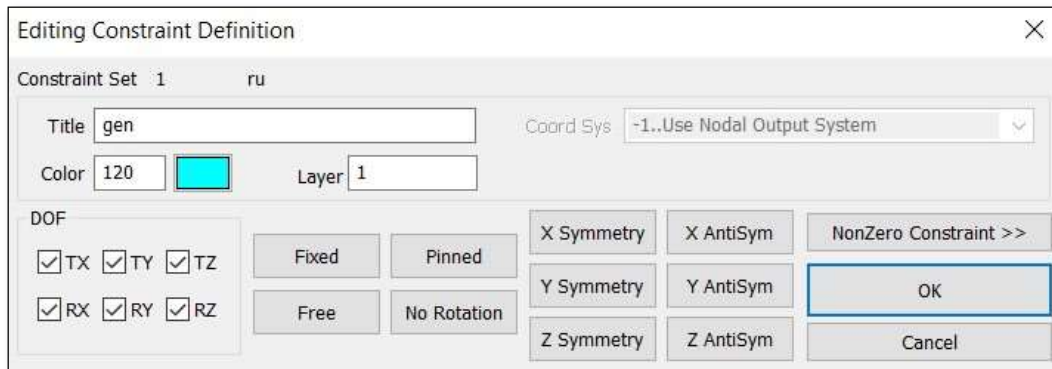 Editing Constraint Definition
Constraint Set 1 ru
Title gen Coord Sys -1..Use Nodal Output System
Color 120 Layer 1
DOF
TX TY TZ
RX RY RZ
Fixed Pinned
Free No Rotation
X Symmetry X AntiSym
Y Symmetry Y AntiSym
Z Symmetry Z AntiSym
NonZero Constraint >>
OK
Cancel